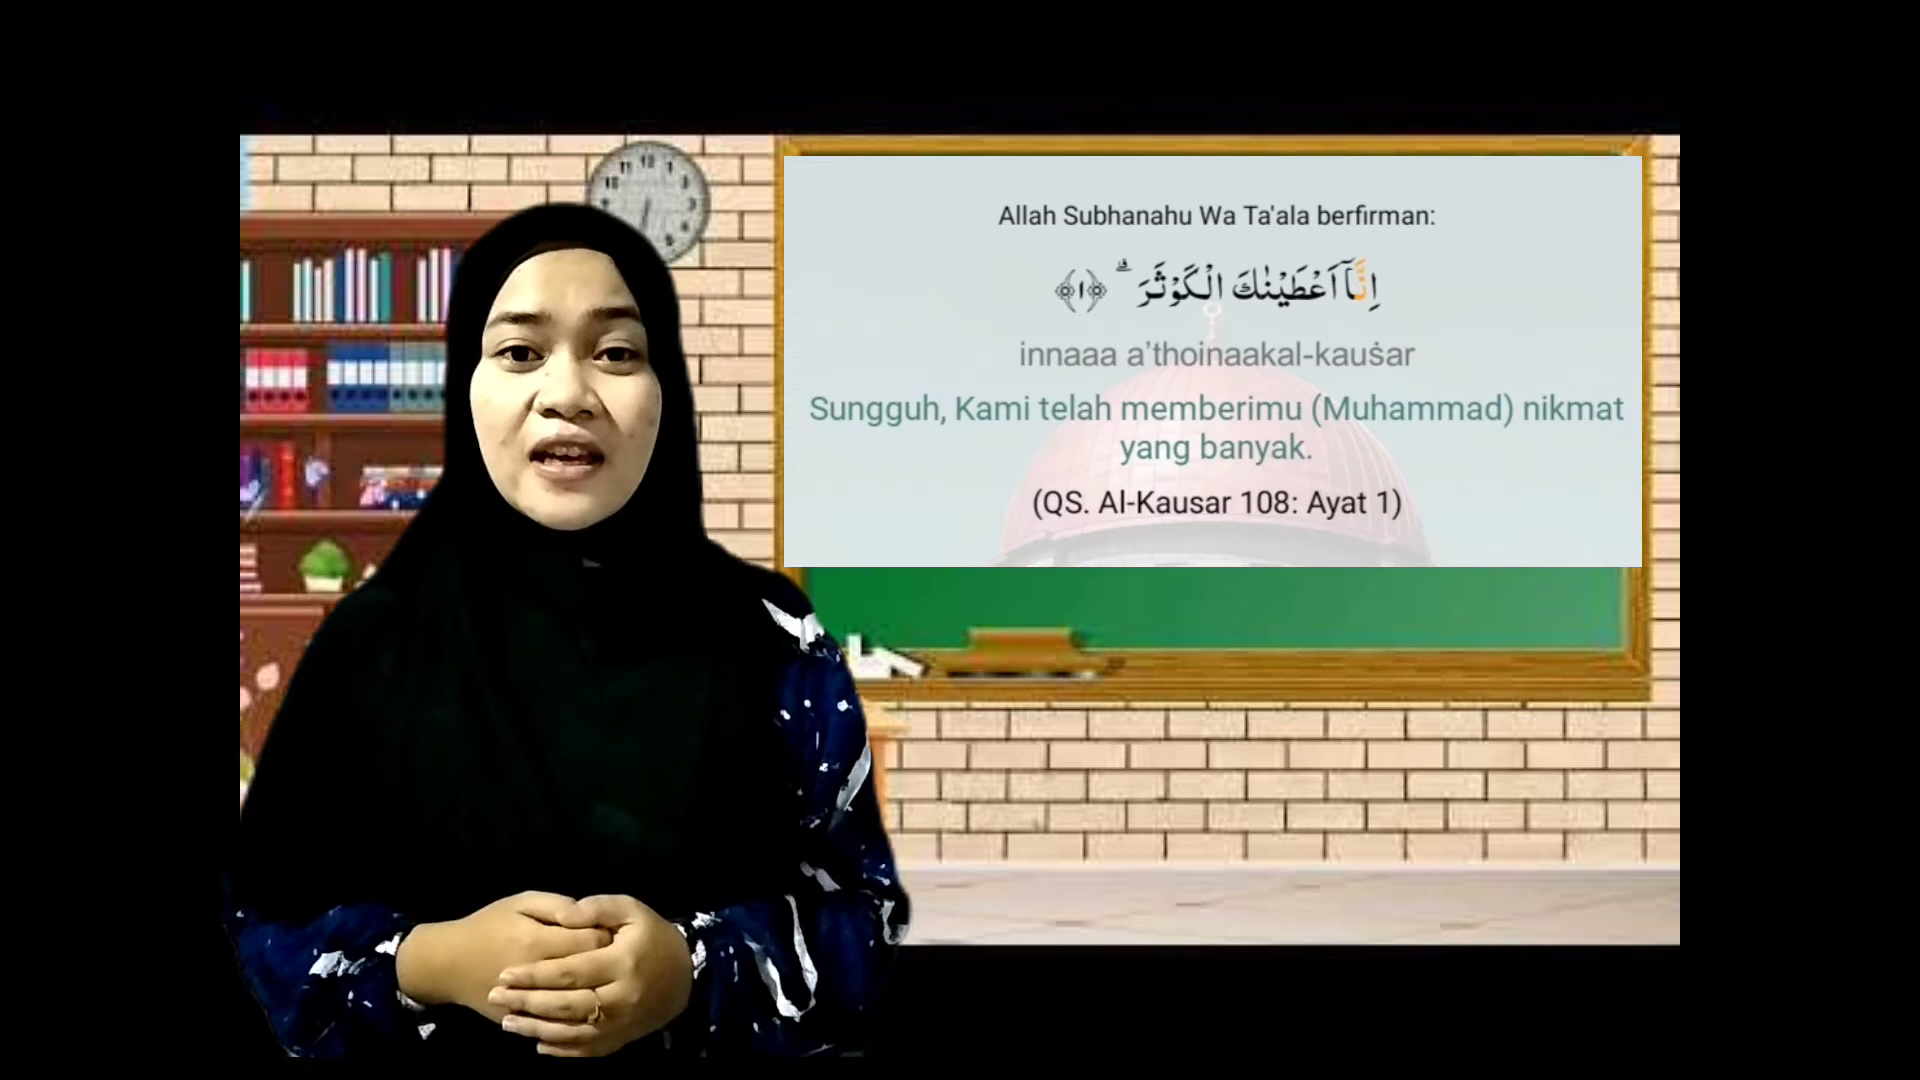 Allah Subhanahu Wa Ta'ala berfirman:
اِنَّاۤ اَعْطَيْنٰكَ الْكَوْثَرَ ۗ ﴿١﴾
innaaa a'thoinaakal-kauṡar
Sungguh, Kami telah memberimu (Muhammad) nikmat
yang banyak.
(QS. Al-Kausar 108: Ayat 1)